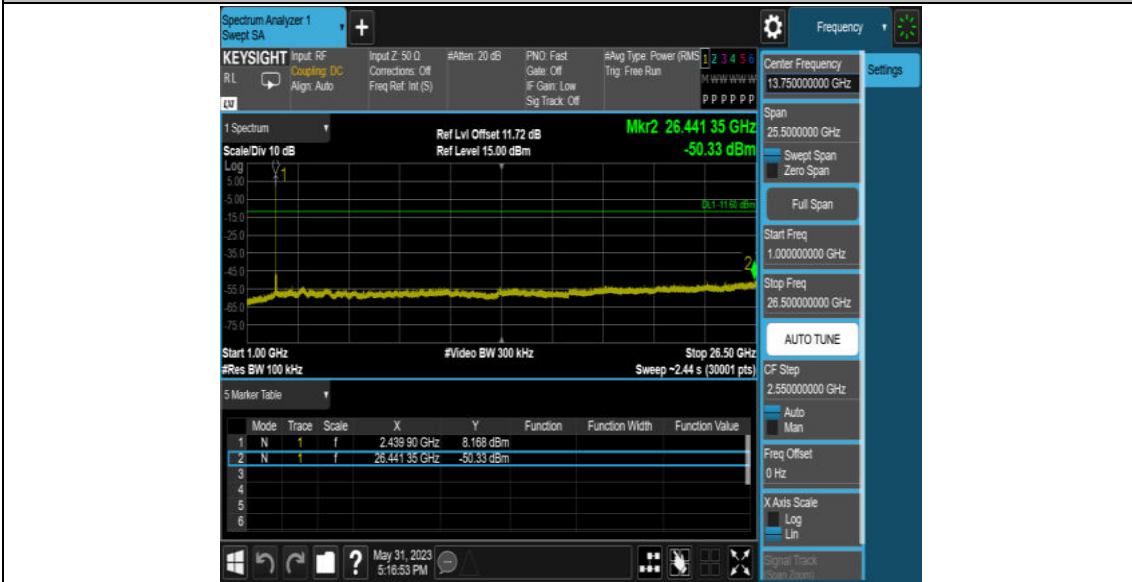 Spectrum Analyzer 1
Swept SA
+
Frequency
KEYSIGHT
RL
LXI
Input: RF
Coupling: DC
Align: Auto
Input Z: 50 Ω
Corrections: Off
Freq Ref: Int (S)
#Atten: 20 dB
PNO: Fast
Gate: Off
IF Gain: Low
Sig Track: Off
#Avg Type: Power (RMS
Trig: Free Run
1 2 3 4 5 6
M W W W W W
P P P P P P
Center Frequency
13.750000000 GHz
Settings
Span
25.5000000 GHz
Swept Span
Zero Span
Full Span
Start Freq
1.000000000 GHz
Stop Freq
26.500000000 GHz
AUTO TUNE
CF Step
2.550000000 GHz
Auto
Man
Freq Offset
0 Hz
X Axis Scale
Log
Lin
Signal Track
(Span Zoom)
1 Spectrum
Scale/Div 10 dB
Ref Lvl Offset 11.72 dB
Ref Level 15.00 dBm
Mkr2 26.441 35 GHz
-50.33 dBm
Log
5.00
-5.00
-15.0
-25.0
-35.0
-45.0
-55.0
-65.0
-75.0
1
DL1 -11.60 dBm
2
Start 1.00 GHz
#Video BW 300 kHz
Stop 26.50 GHz
#Res BW 100 kHz
Sweep ~2.44 s (30001 pts)
5 Marker Table
Mode Trace Scale X Y Function Function Width Function Value
1 N 1 f 2.439 90 GHz 8.168 dBm
2 N 1 f 26.441 35 GHz -50.33 dBm
3
4
5
6
?
May 31, 2023
5:16:53 PM